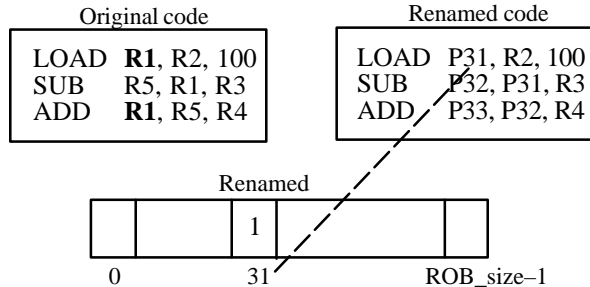 Original code
LOAD R1, R2, 100
SUB R5, R1, R3
ADD R1, R5, R4
Renamed code
LOAD P31, R2, 100
SUB P32, P31, R3
ADD P33, P32, R4
Renamed
1
0 31 ROB_size–1